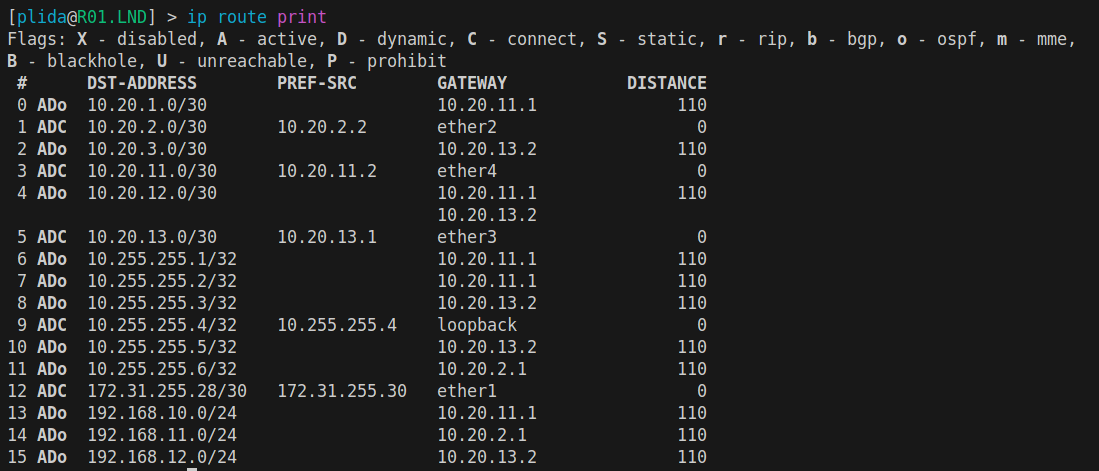 [plida@R01.LND] > ip route print
Flags: X - disabled, A - active, D - dynamic, C - connect, S - static, r - rip, b - bgp, o - ospf, m - mme,
B - blackhole, U - unreachable, P - prohibit
 #      DST-ADDRESS        PREF-SRC        GATEWAY            DISTANCE
 0 ADo  10.20.1.0/30                       10.20.11.1              110
 1 ADC  10.20.2.0/30       10.20.2.2       ether2                    0
 2 ADo  10.20.3.0/30                       10.20.13.2              110
 3 ADC  10.20.11.0/30      10.20.11.2      ether4                    0
 4 ADo  10.20.12.0/30                      10.20.11.1              110
                                           10.20.13.2
 5 ADC  10.20.13.0/30      10.20.13.1      ether3                    0
 6 ADo  10.255.255.1/32                    10.20.11.1              110
 7 ADo  10.255.255.2/32                    10.20.11.1              110
 8 ADo  10.255.255.3/32                    10.20.13.2              110
 9 ADC  10.255.255.4/32    10.255.255.4    loopback                  0
10 ADo  10.255.255.5/32                    10.20.13.2              110
11 ADo  10.255.255.6/32                    10.20.2.1               110
12 ADC  172.31.255.28/30   172.31.255.30   ether1                    0
13 ADo  192.168.10.0/24                    10.20.11.1              110
14 ADo  192.168.11.0/24                    10.20.2.1               110
15 ADo  192.168.12.0/24                    10.20.13.2              110